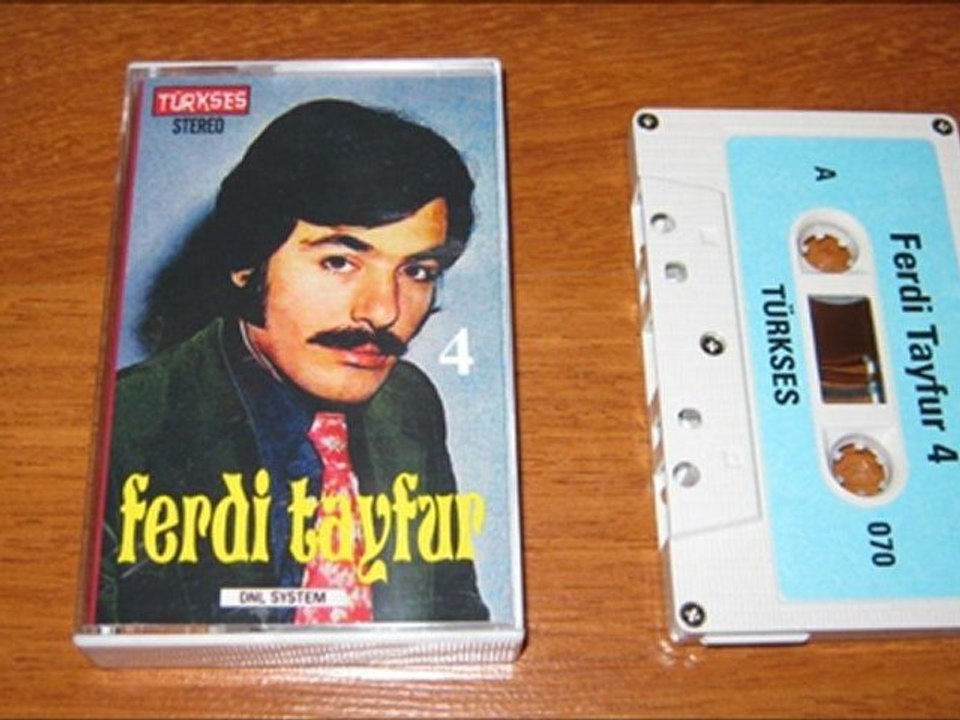 TÜRKSES
STEREO
4
ferdi tayfur
DNL SYSTEM
A
Ferdi Tayfur 4
TÜRKSES
070